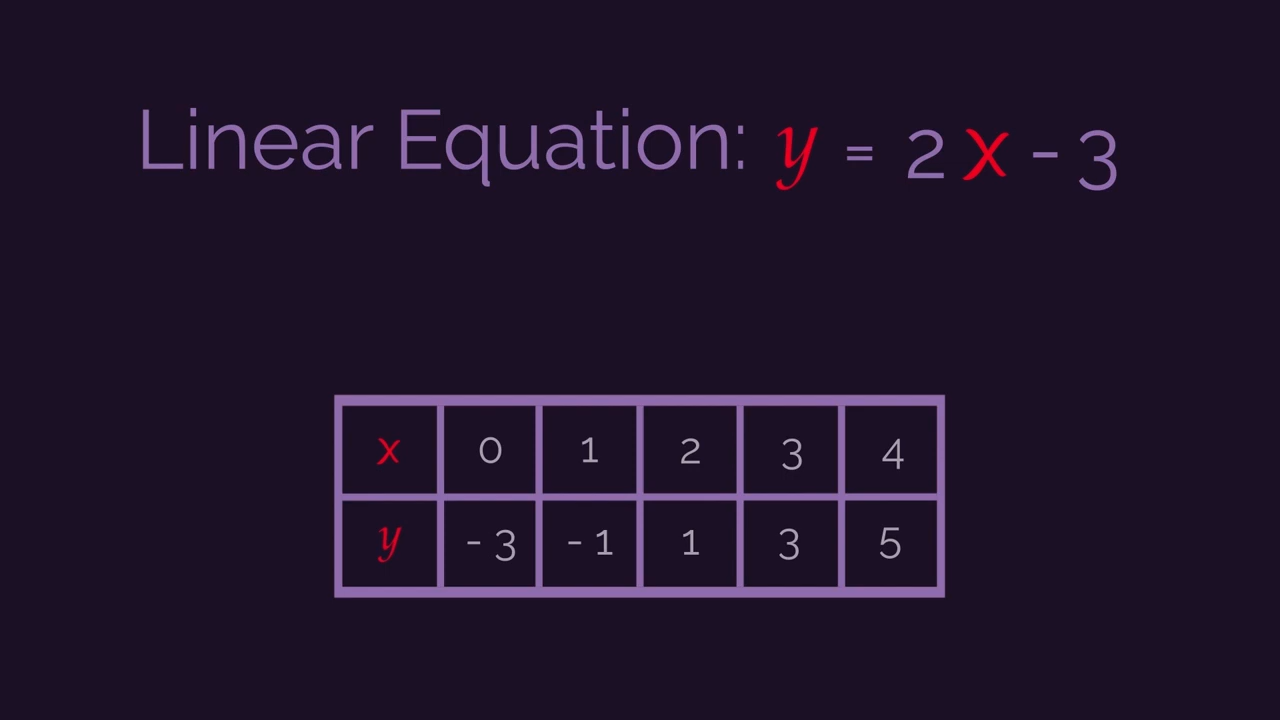 Linear Equation: y = 2x - 3
x 0 1 2 3 4
y - 3 - 1 1 3 5